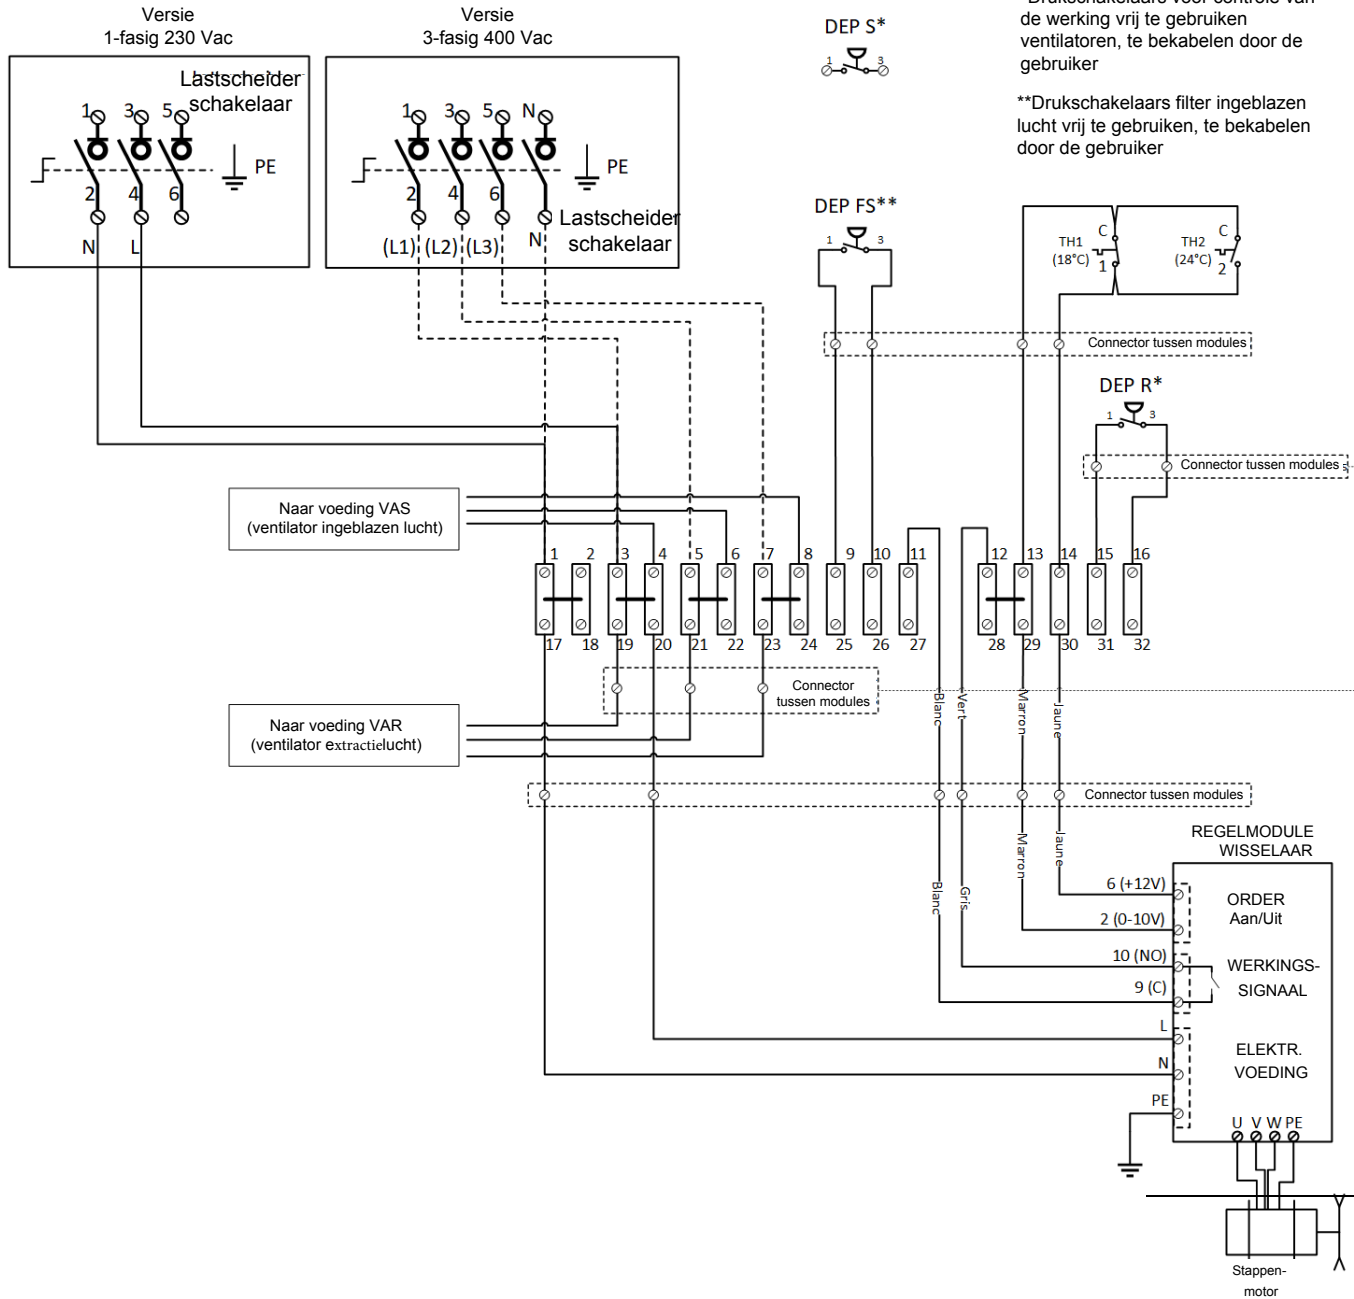 Versie
1-fasig 230 Vac
Versie
3-fasig 400 Vac
DEP S*
1 3
*Drukschakelaars voor controle van
de werking vrij te gebruiken
ventilatoren, te bekabelen door de
gebruiker
**Drukschakelaars filter ingeblazen
lucht vrij te gebruiken, te bekabelen
door de gebruiker
Lastscheider
schakelaar
1 3 5
PE
2 4 6
N L
1 3 5 N
PE
2 4 6
Lastscheider
schakelaar
(L1) (L2) (L3) N
DEP FS**
1 3
C
TH1
(18°C)
1
C
TH2
(24°C)
2
Connector tussen modules
DEP R*
1 3
Connector tussen modules
Naar voeding VAS
(ventilator ingeblazen lucht)
1 2 3 4 5 6 7 8 9 10 11 12 13 14 15 16
17 18 19 20 21 22 23 24 25 26 27 28 29 30 31 32
Connector
tussen modules
Blanc
Vert
Marron
Jaune
Naar voeding VAR
(ventilator extractielucht)
Connector tussen modules
Blanc
Gris
Marron
Jaune
REGELMODULE
WISSELAAR
6 (+12V)
2 (0-10V)
ORDER
Aan/Uit
10 (NO)
9 (C)
WERKINGS-
SIGNAAL
L
N
PE
ELEKTR.
VOEDING
U V W PE
Stappen-
motor